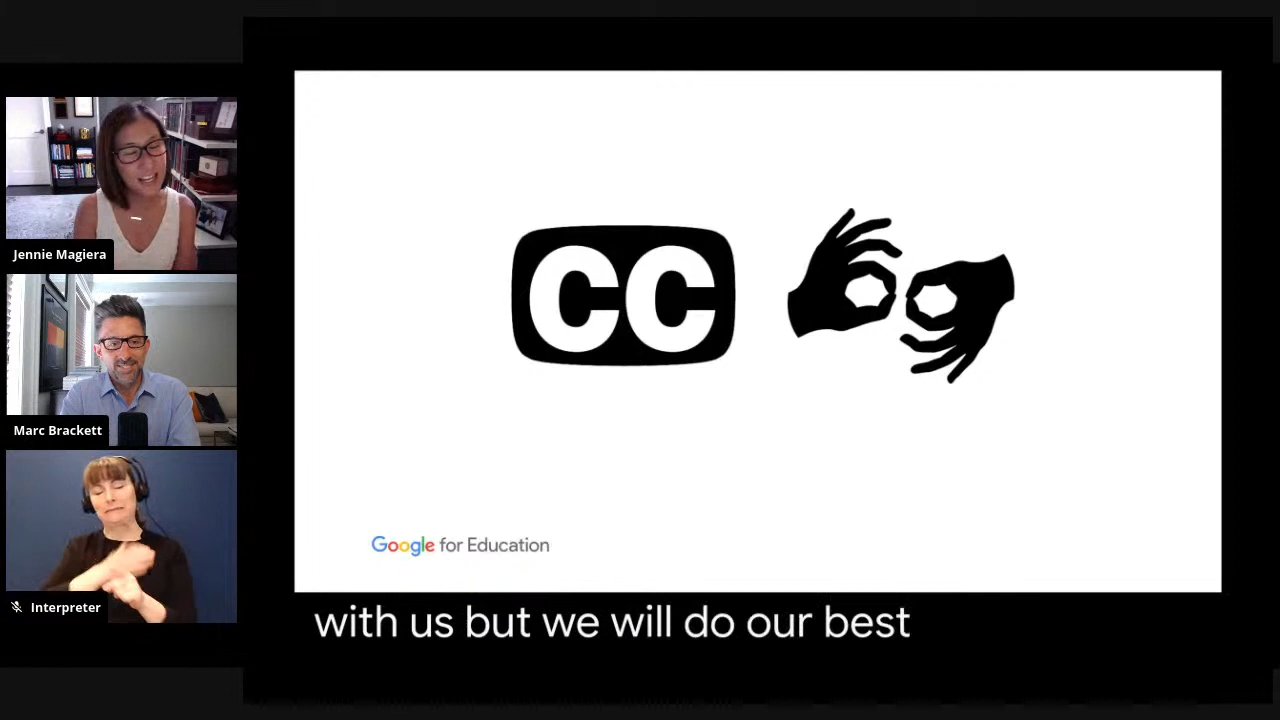 Jennie Magiera
Marc Brackett
Interpreter
CC
Google for Education
with us but we will do our best